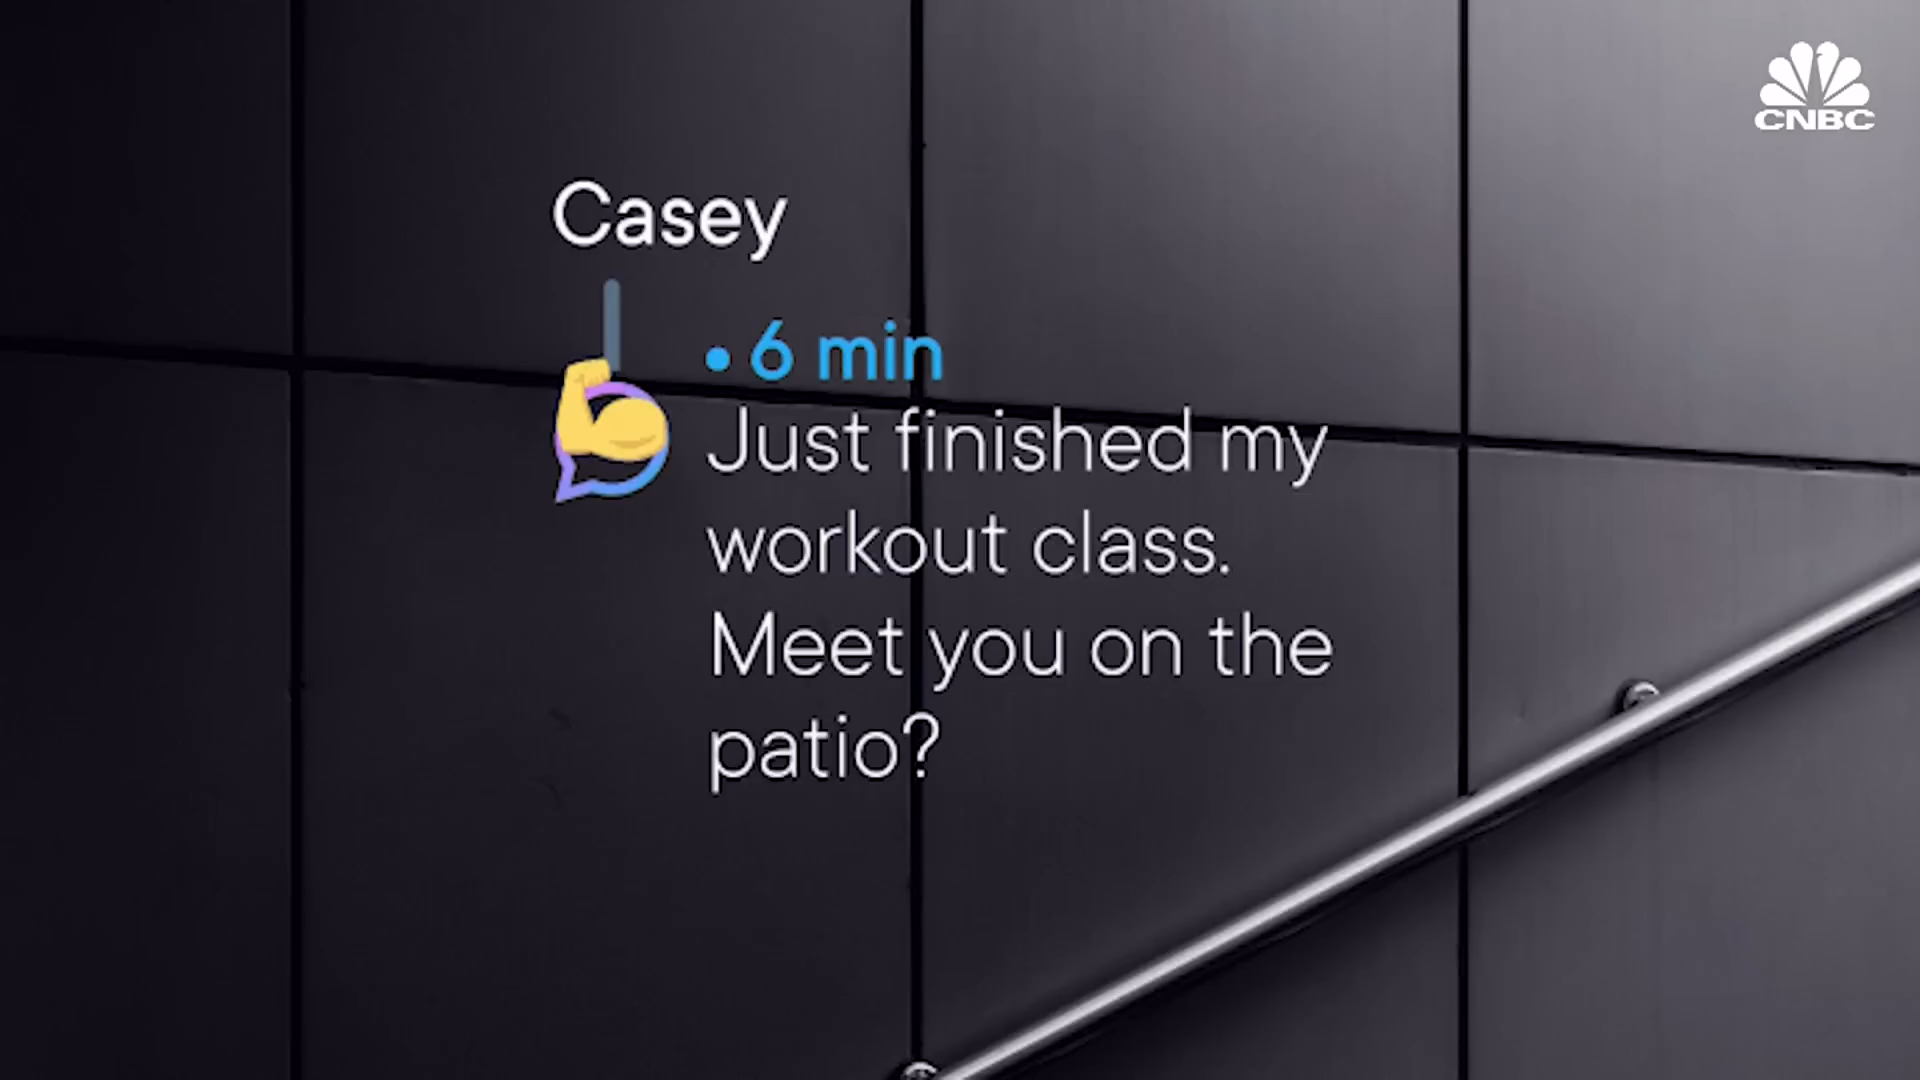 CNBC
Casey
• 6 min
Just finished my
workout class.
Meet you on the
patio?